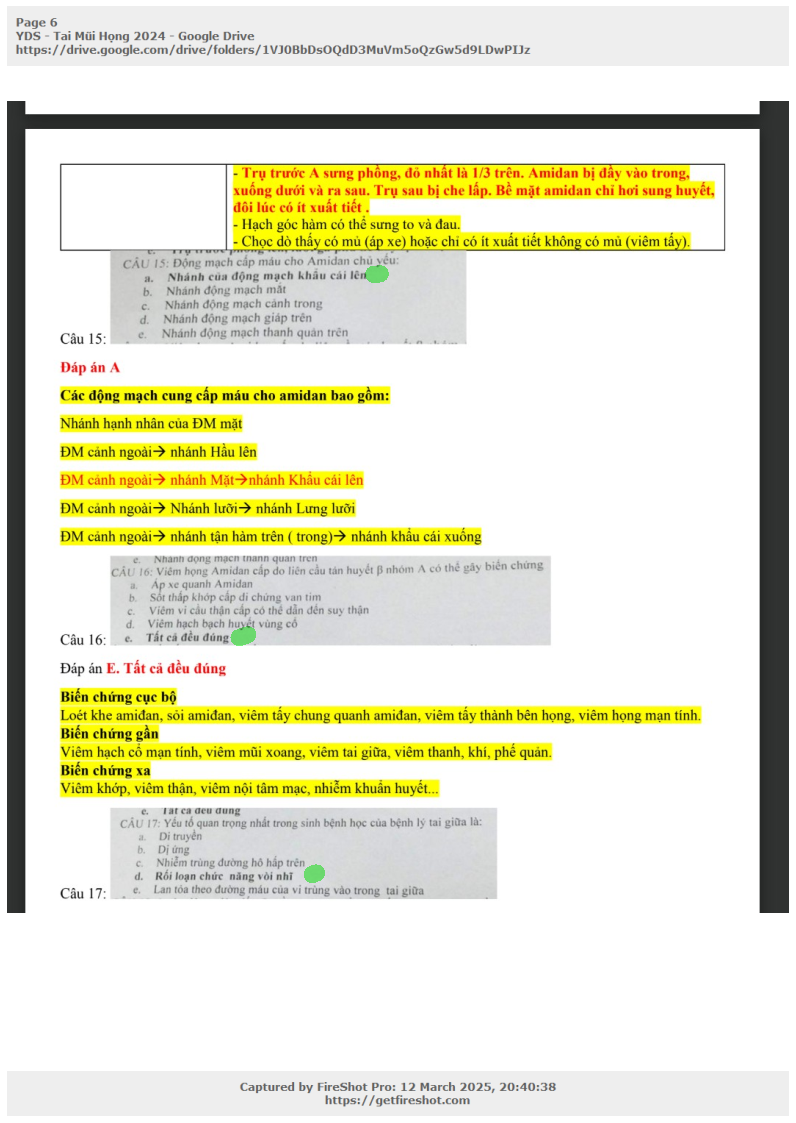 Page 6
YDS - Tai Mũi Họng 2024 - Google Drive
https://drive.google.com/drive/folders/1VJ0BbDsOQdD3MuVm5oQzGw5d9LDwPIJz
- Trụ trước A sưng phồng, đỏ nhất là 1/3 trên. Amidan bị đẩy vào trong,
xuống dưới và ra sau. Trụ sau bị che lấp. Bề mặt amidan chỉ hơi sung huyết,
đôi lúc có ít xuất tiết .
- Hạch góc hàm có thể sưng to và đau.
- Chọc dò thấy có mủ (áp xe) hoặc chỉ có ít xuất tiết không có mủ (viêm tấy).
CÂU 15: Động mạch cấp máu cho Amidan chủ yếu:
a. Nhánh của động mạch khẩu cái lên
b. Nhánh động mạch mắt
c. Nhánh động mạch cảnh trong
d. Nhánh động mạch giáp trên
e. Nhánh động mạch thanh quản trên
Câu 15:
Đáp án A
Các động mạch cung cấp máu cho amidan bao gồm:
Nhánh hạnh nhân của ĐM mặt
ĐM cảnh ngoài→ nhánh Hầu lên
ĐM cảnh ngoài→ nhánh Mặt→nhánh Khẩu cái lên
ĐM cảnh ngoài→ Nhánh lưỡi→ nhánh Lưng lưỡi
ĐM cảnh ngoài→ nhánh tận hàm trên ( trong)→ nhánh khẩu cái xuống
e. Nhánh động mạch thanh quản trên
CÂU 16: Viêm họng Amidan cấp do liên cầu tán huyết β nhóm A có thể gây biến chứng
a. Áp xe quanh Amidan
b. Sốt thấp khớp cấp di chứng van tim
c. Viêm vi cầu thận cấp có thể dẫn đến suy thận
d. Viêm hạch bạch huyết vùng cổ
e. Tất cả đều đúng
Câu 16:
Đáp án E. Tất cả đều đúng
Biến chứng cục bộ
Loét khe amiđan, sỏi amiđan, viêm tấy chung quanh amiđan, viêm tấy thành bên họng, viêm họng mạn tính.
Biến chứng gần
Viêm hạch cổ mạn tính, viêm mũi xoang, viêm tai giữa, viêm thanh, khí, phế quản.
Biến chứng xa
Viêm khớp, viêm thận, viêm nội tâm mạc, nhiễm khuẩn huyết...
e. Tất cả đều đúng
CÂU 17: Yếu tố quan trọng nhất trong sinh bệnh học của bệnh lý tai giữa là:
a. Di truyền
b. Dị ứng
c. Nhiễm trùng đường hô hấp trên
d. Rối loạn chức năng vòi nhĩ
e. Lan tỏa theo đường máu của vi trùng vào trong tai giữa
Câu 17:
Captured by FireShot Pro: 12 March 2025, 20:40:38
https://getfireshot.com